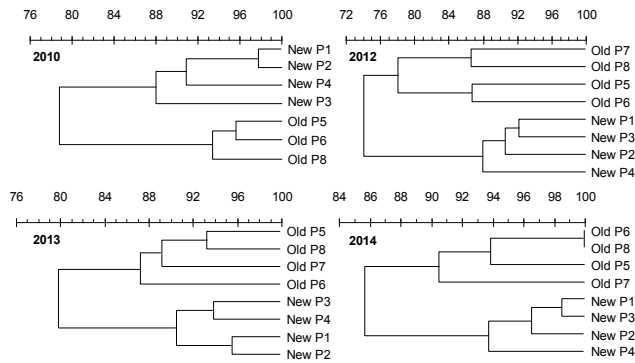 76 80 84 88 92 96 100
2010
New P1
New P2
New P4
New P3
Old P5
Old P6
Old P8
72 76 80 84 88 92 96 100
2012
Old P7
Old P8
Old P5
Old P6
New P1
New P3
New P2
New P4
76 80 84 88 92 96 100
2013
Old P5
Old P8
Old P7
Old P6
New P3
New P4
New P1
New P2
84 86 88 90 92 94 96 98 100
2014
Old P6
Old P8
Old P5
Old P7
New P1
New P3
New P2
New P4